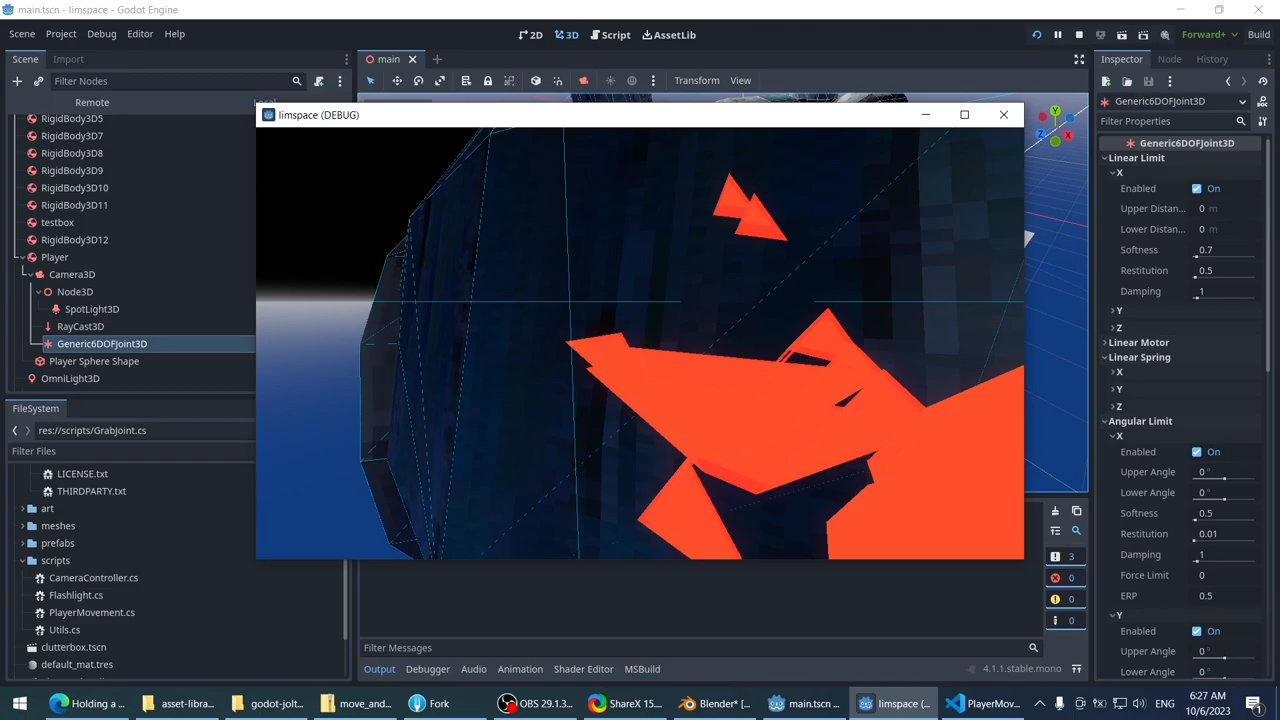 main.tscn - limspace - Godot Engine
Scene Project Debug Editor Help
2D 3D Script AssetLib
Forward+ Build
Scene Import
main
Inspector Node History
Filter Nodes
Transform View
Remote
RigidBody3D5
RigidBody3D7
RigidBody3D8
RigidBody3D9
RigidBody3D10
RigidBody3D11
testbox
RigidBody3D12
Player
Camera3D
Node3D
SpotLight3D
RayCast3D
Generic6DOFJoint3D
Player Sphere Shape
OmniLight3D
FileSystem
res://scripts/GrabJoint.cs
Filter Files
LICENSE.txt
THIRDPARTY.txt
art
meshes
prefabs
scripts
CameraController.cs
Flashlight.cs
PlayerMovement.cs
Utils.cs
clutterbox.tscn
default_mat.tres
limspace (DEBUG)
Y
X
Z
3
0
0
0
Filter Messages
Output Debugger Audio Animation Shader Editor MSBuild
4.1.1.stable.mono
Generic6DOFJoint3D
Filter Properties
Generic6DOFJoint3D
Linear Limit
X
Enabled On
Upper Distan... 0 m
Lower Distan... 0 m
Softness 0.7
Restitution 0.5
Damping 1
Y
Z
Linear Motor
Linear Spring
X
Y
Z
Angular Limit
X
Enabled On
Upper Angle 0 °
Lower Angle 0 °
Softness 0.5
Restitution 0.01
Damping 1
Force Limit 0
ERP 0.5
Y
Enabled On
Upper Angle 0 °
Lower Angle 0 °
Holding a ... asset-libra... godot-jolt... move_and... Fork OBS 29.1.3... ShareX 15.... Blender* [... main.tscn ... limspace (... PlayerMov...
ENG
6:27 AM
10/6/2023
1